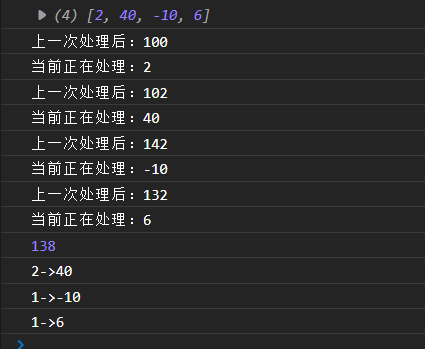 (4) [2, 40, -10, 6]
上一次处理后：100
当前正在处理：2
上一次处理后：102
当前正在处理：40
上一次处理后：142
当前正在处理：-10
上一次处理后：132
当前正在处理：6
138
2->40
1->-10
1->6